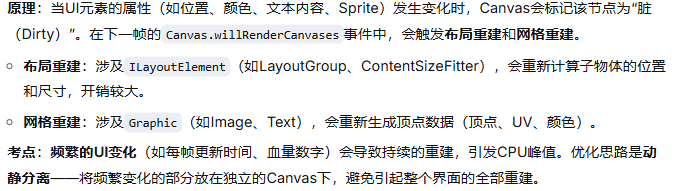 原理：当UI元素的属性（如位置、颜色、文本内容、Sprite）发生变化时，Canvas会标记该节点为“脏
（Dirty）”。在下一帧的 Canvas.willRenderCanvases 事件中，会触发布局重建和网格重建。
布局重建：涉及 ILayoutElement（如LayoutGroup、ContentSizeFitter），会重新计算子物体的位置
和尺寸，开销较大。
网格重建：涉及 Graphic（如Image、Text），会重新生成顶点数据（顶点、UV、颜色）。
考点：频繁的UI变化（如每帧更新时间、血量数字）会导致持续的重建，引发CPU峰值。优化思路是动
静分离——将频繁变化的部分放在独立的Canvas下，避免引起整个界面的全部重建。